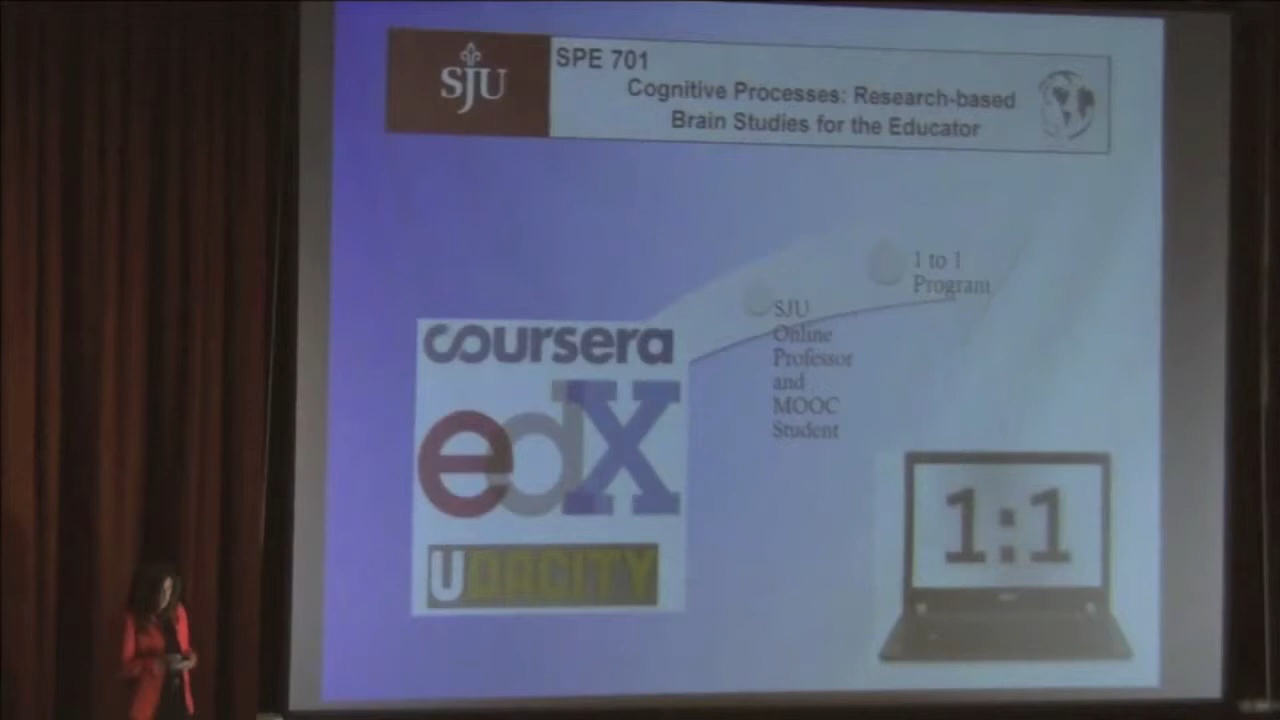 SJU
SPE 701
Cognitive Processes: Research-based
Brain Studies for the Educator
1 to 1
Program
SJU
Online
Professor
and
MOOC
Student
coursera
edX
UDACITY
1:1